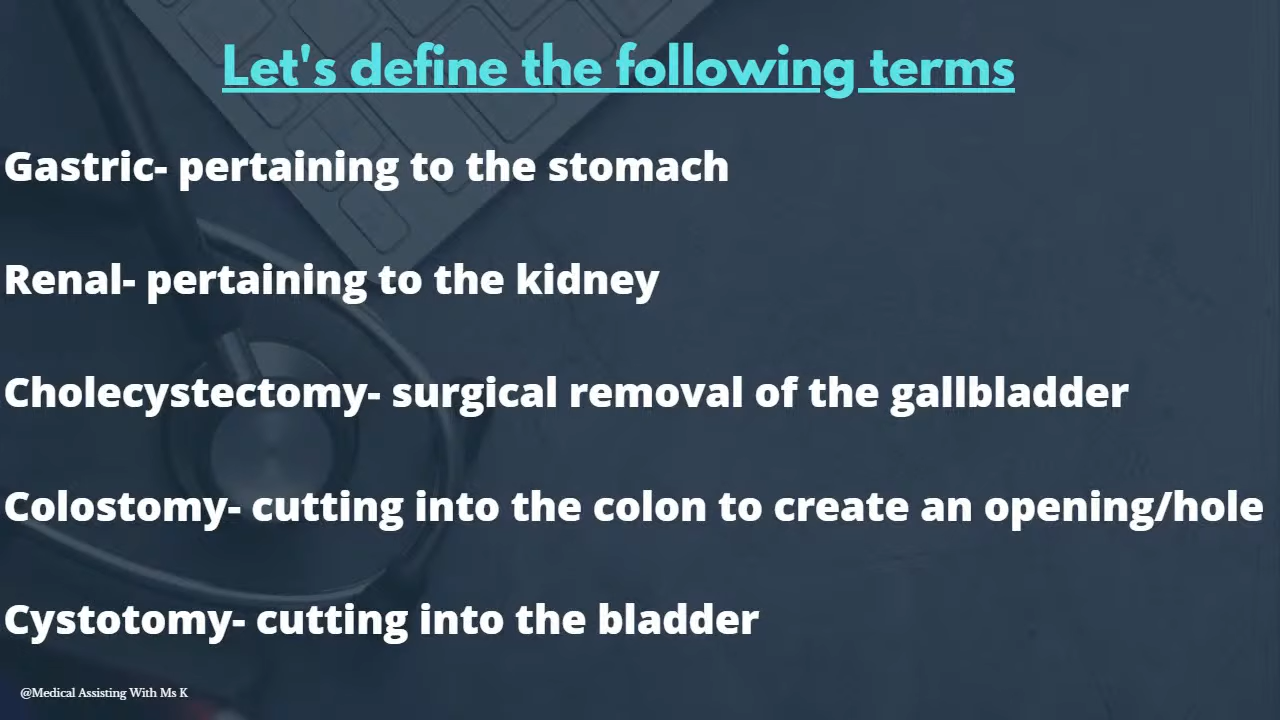 Let's define the following terms
Gastric- pertaining to the stomach
Renal- pertaining to the kidney
Cholecystectomy- surgical removal of the gallbladder
Colostomy- cutting into the colon to create an opening/hole
Cystotomy- cutting into the bladder
@Medical Assisting With Ms K